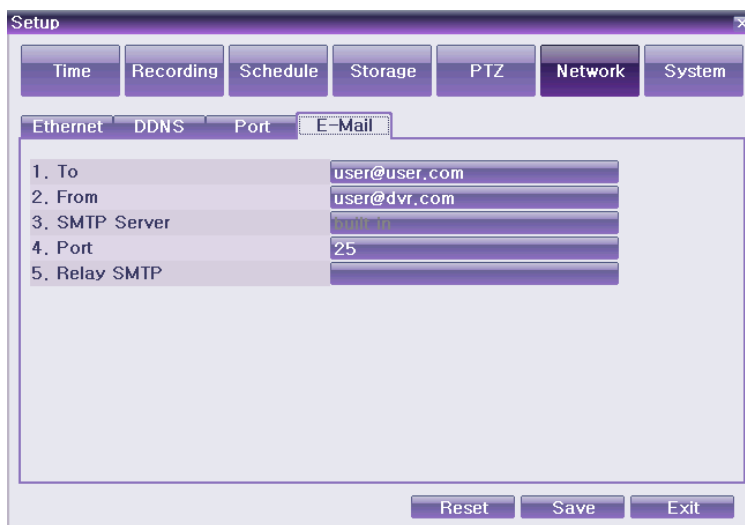 Setup
Time Recording Schedule Storage PTZ Network System
Ethernet DDNS Port E-Mail
1. To user@user.com
2. From user@dvr.com
3. SMTP Server built in
4. Port 25
5. Relay SMTP
Reset Save Exit